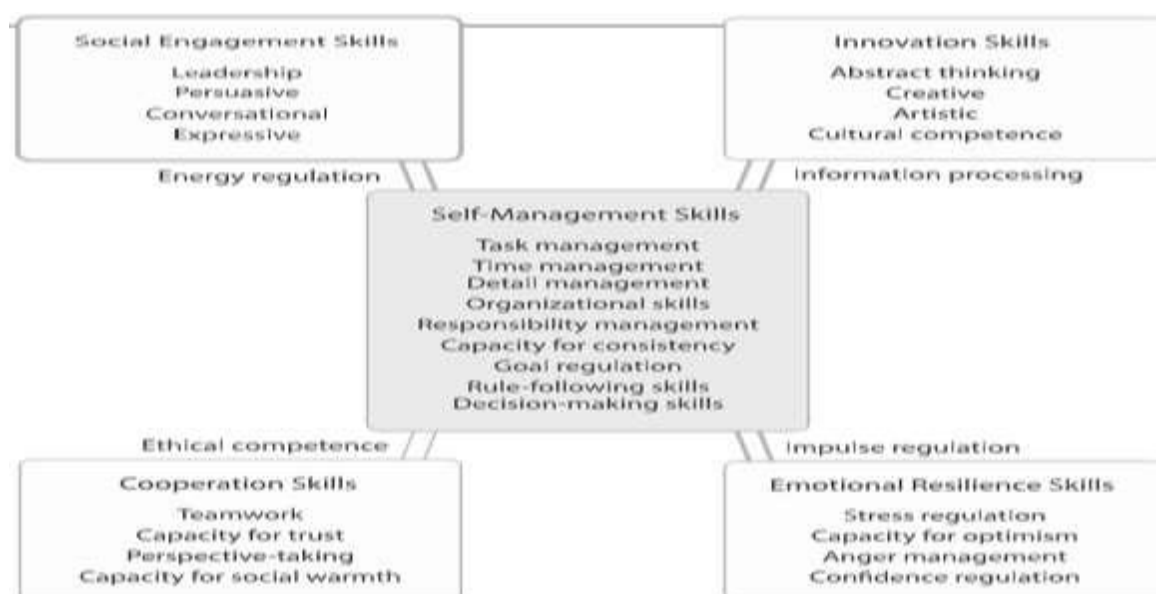 Social Engagement Skills
Leadership
Persuasive
Conversational
Expressive
Innovation Skills
Abstract thinking
Creative
Artistic
Cultural competence
Energy regulation
Information processing
Self-Management Skills
Task management
Time management
Detail management
Organizational skills
Responsibility management
Capacity for consistency
Goal regulation
Rule-following skills
Decision-making skills
Ethical competence
Impulse regulation
Cooperation Skills
Teamwork
Capacity for trust
Perspective-taking
Capacity for social warmth
Emotional Resilience Skills
Stress regulation
Capacity for optimism
Anger management
Confidence regulation